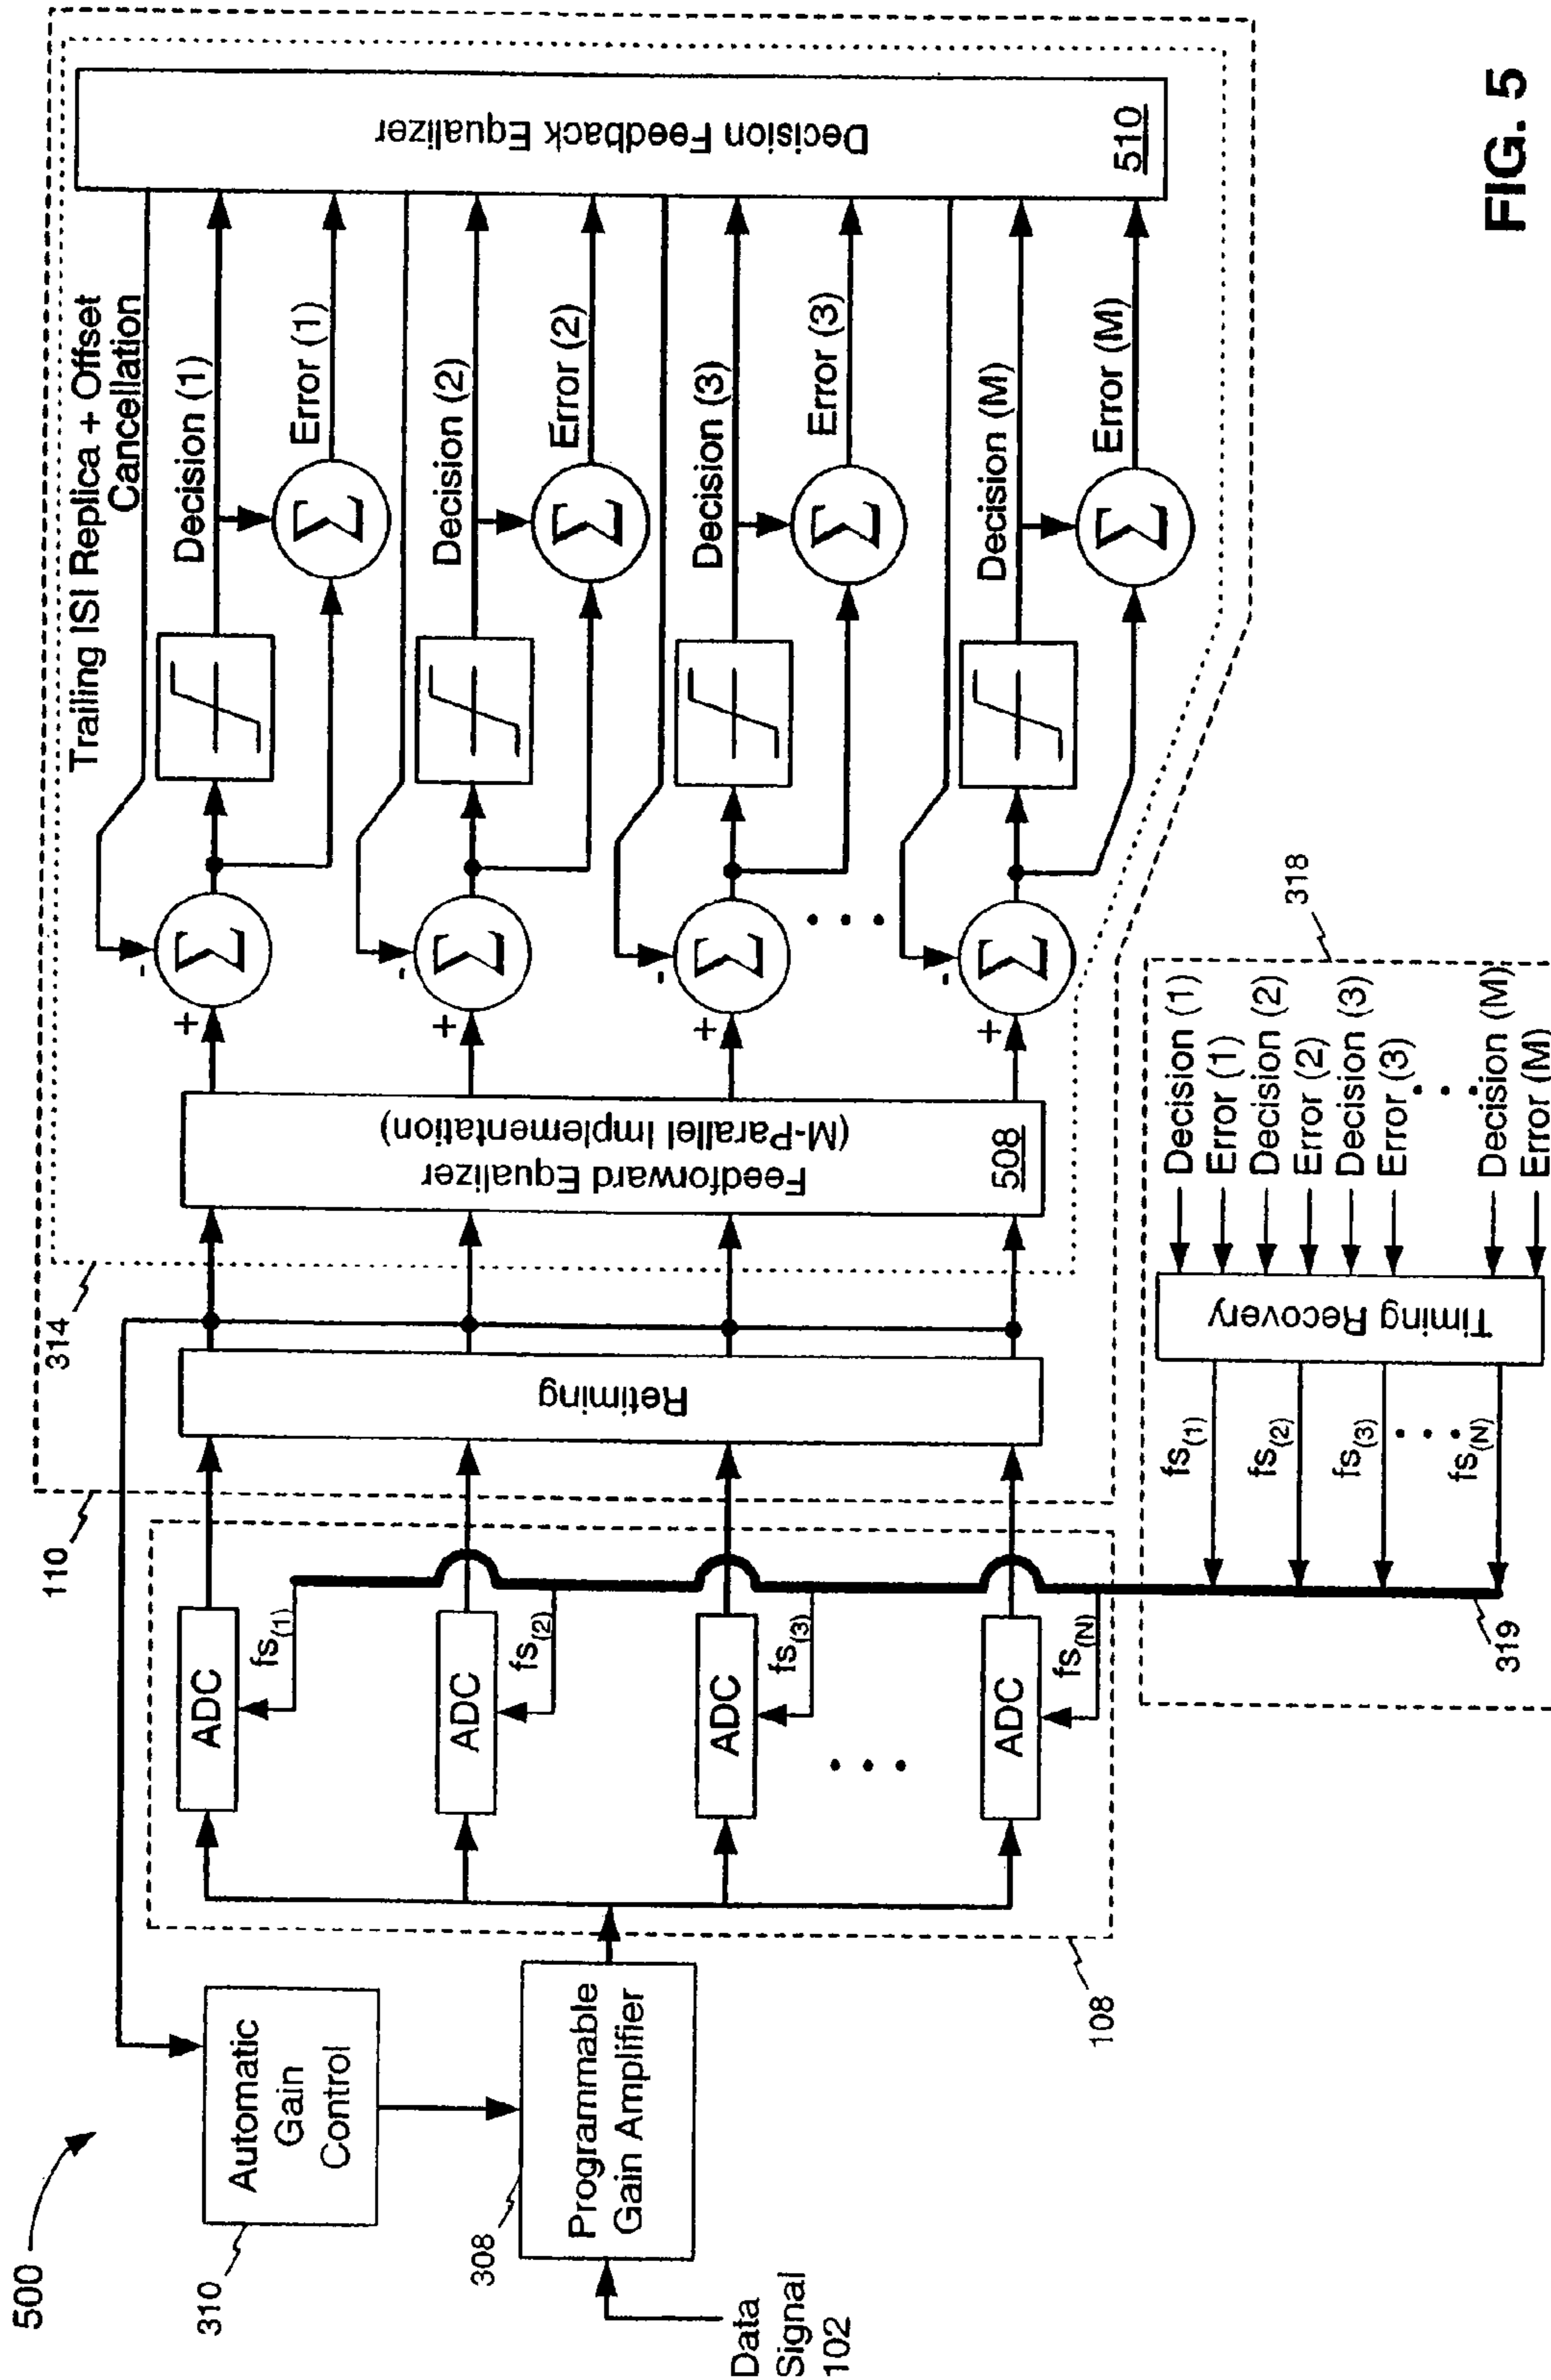 500
310
Automatic
Gain
Control
308
Programmable
Gain Amplifier
Data
Signal
102
108
110
ADC
fs(1)
ADC
fs(2)
ADC
fs(3)
• • •
ADC
fs(N)
Retiming
314
Feedforward Equalizer
(M-Parallel Implementation)
508
+
-
Σ
+
-
Σ
+
-
Σ
• • •
+
-
Σ
Trailing ISI Replica + Offset
Cancellation
Decision (1)
Σ
Error (1)
Decision (2)
Σ
Error (2)
Decision (3)
Σ
Error (3)
Decision (M)
Σ
Error (M)
Decision Feedback Equalizer
510
319
fs(1)
fs(2)
fs(3)
• • •
fs(N)
Timing Recovery
318
Decision (1)
Error (1)
Decision (2)
Error (2)
Decision (3)
Error (3)
• • •
Decision (M)
Error (M)
FIG. 5